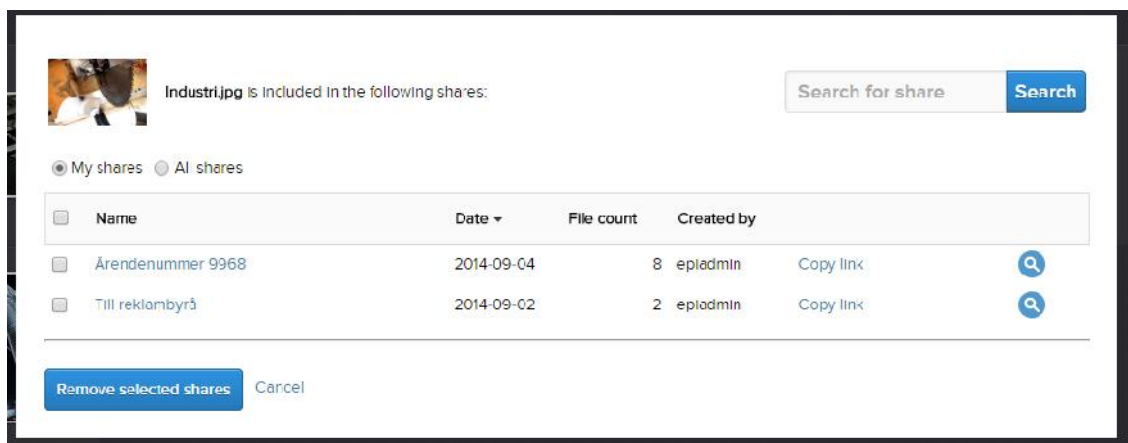 Industri.jpg is included in the following shares:
Search for share Search
My shares All shares
Name Date File count Created by
Ärendenummer 9968 2014-09-04 8 epiadmin Copy link
Till reklambyrå 2014-09-02 2 epiadmin Copy link
Remove selected shares Cancel